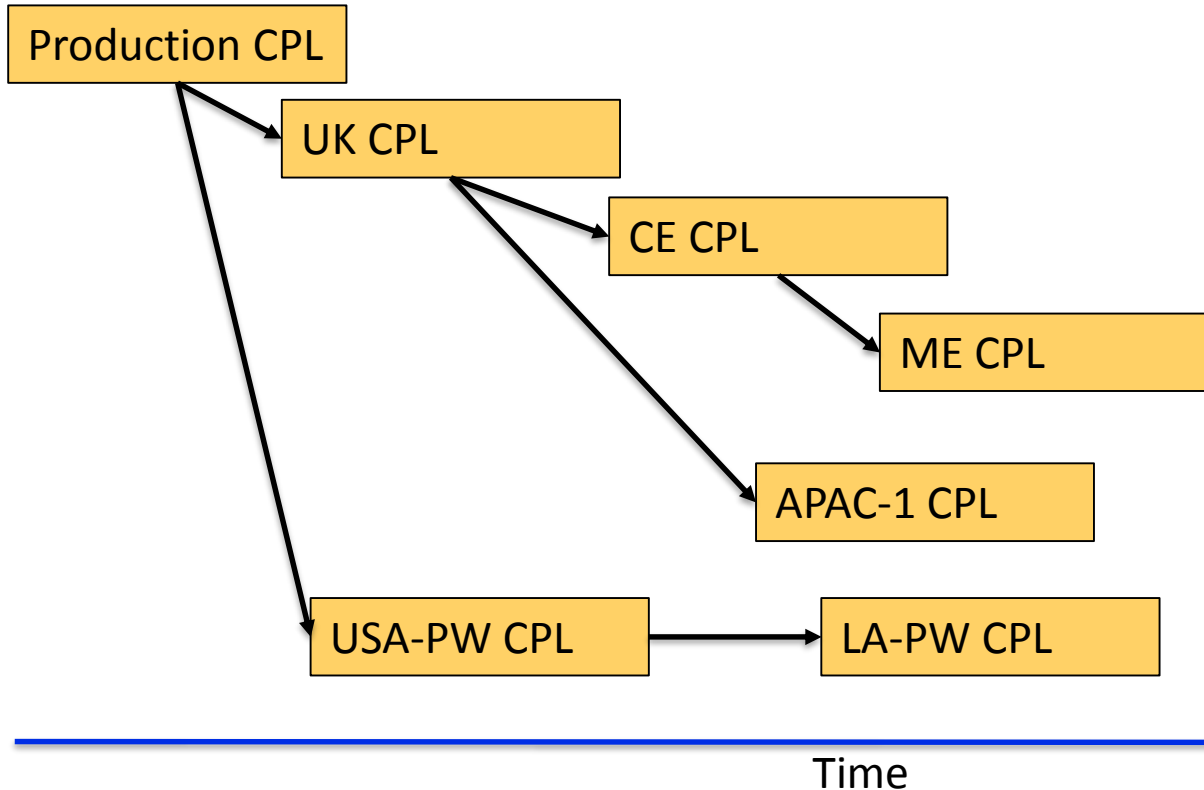 Production CPL
UK CPL
CE CPL
ME CPL
APAC-1 CPL
USA-PW CPL
LA-PW CPL
Time